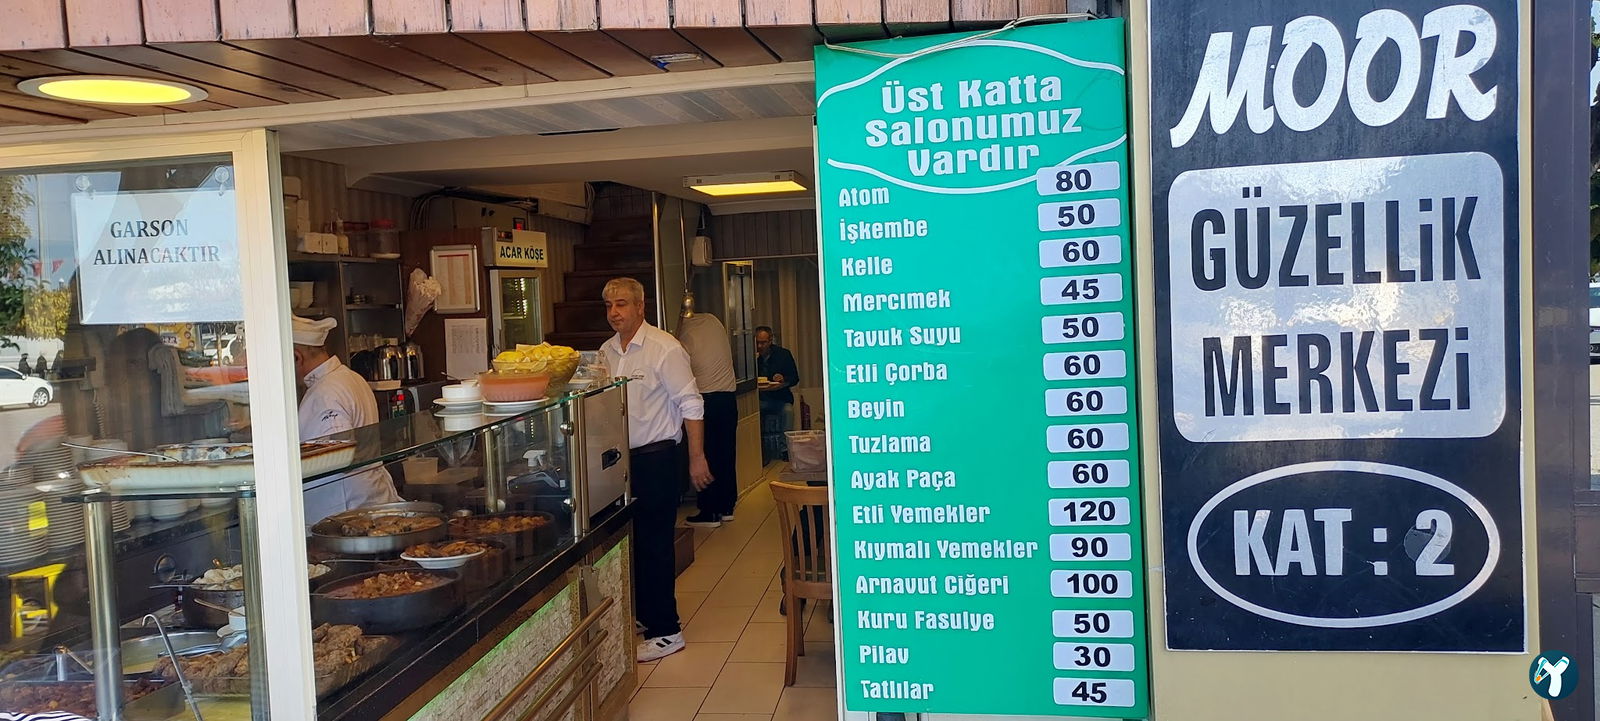 GARSON
ALINACAKTIR
ACAR KÖŞE
Üst Katta
Salonumuz
Vardır
Atom 80
İşkembe 50
Kelle 60
Mercımek 45
Tavuk Suyu 50
Etli Çorba 60
Beyin 60
Tuzlama 60
Ayak Paça 60
Etli Yemekler 120
Kıymalı Yemekler 90
Arnavut Ciğeri 100
Kuru Fasulye 50
Pilav 30
Tatlılar 45
MOOR
GÜZELLiK
MERKEZi
KAT : 2